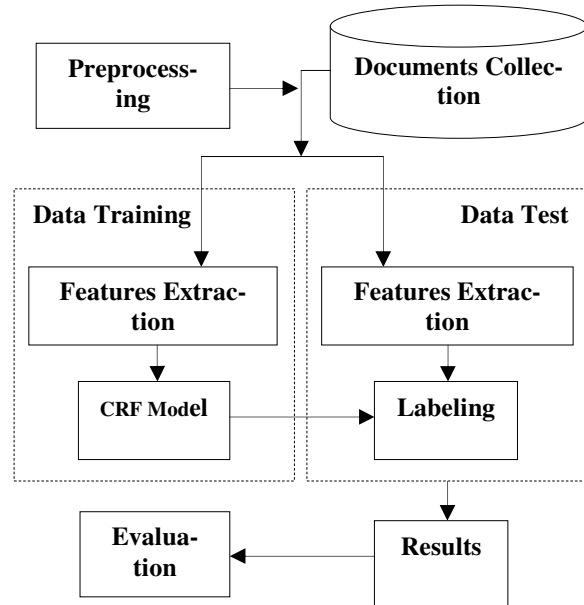 Preprocess-
ing
Documents Collec-
tion
Data Training
Data Test
Features Extrac-
tion
Features Extrac-
tion
CRF Model
Labeling
Evalua-
tion
Results